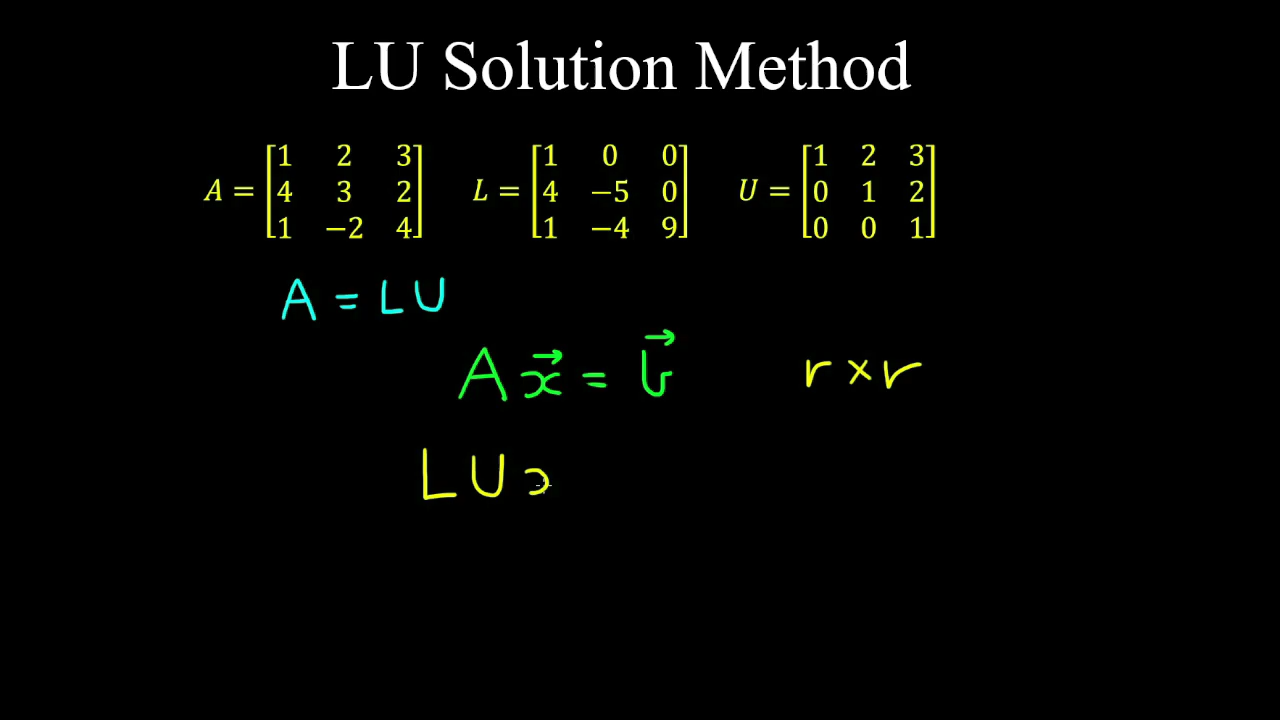 LU Solution Method
A = [1 2 3; 4 3 2; 1 −2 4] L = [1 0 0; 4 −5 0; 1 −4 9] U = [1 2 3; 0 1 2; 0 0 1]
A = LU
Ax⃗ = b⃗ r × r
LU